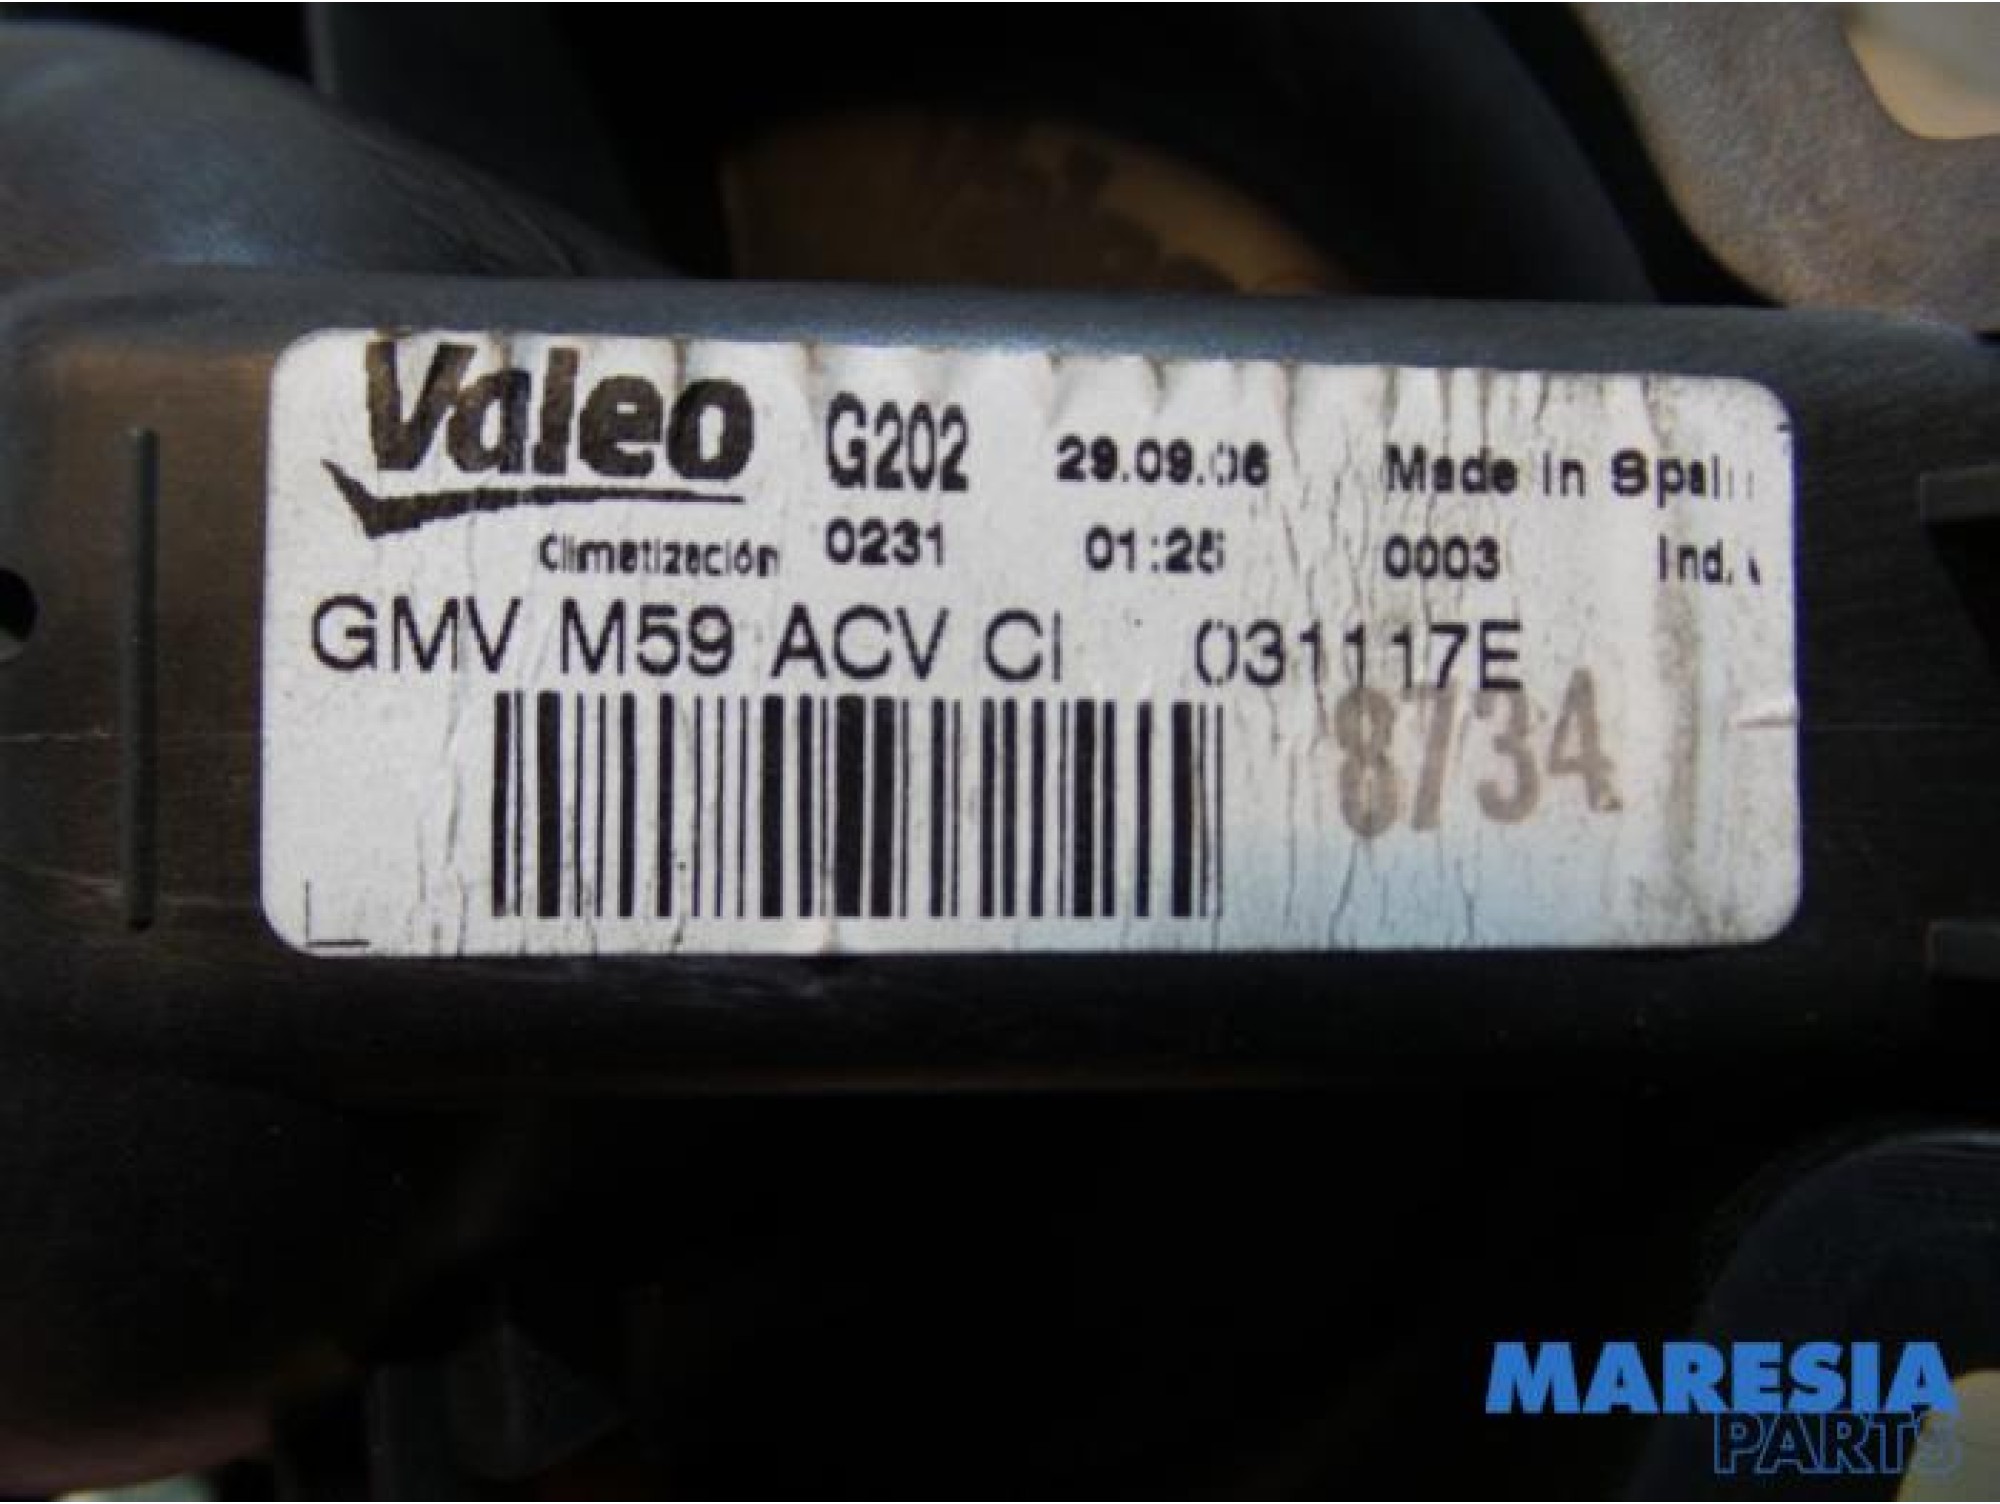 Valeo G202 29.09.06 Made in Spain
Climatización 0231 01:25 0003 Ind.
GMV M59 ACV CI 031117E
8734
MARESIA
PARTS